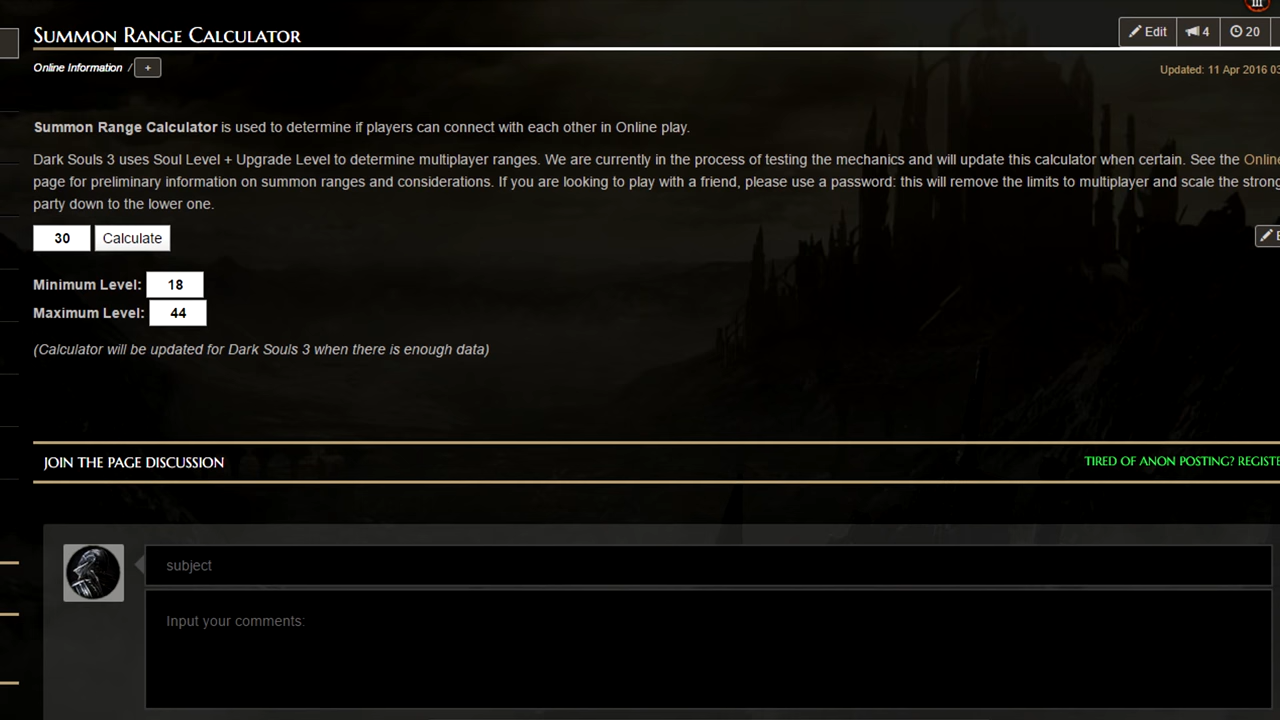 SUMMON RANGE CALCULATOR
Edit 4 20
Online Information / +
Updated: 11 Apr 2016 03
Summon Range Calculator is used to determine if players can connect with each other in Online play.
Dark Souls 3 uses Soul Level + Upgrade Level to determine multiplayer ranges. We are currently in the process of testing the mechanics and will update this calculator when certain. See the Online
page for preliminary information on summon ranges and considerations. If you are looking to play with a friend, please use a password: this will remove the limits to multiplayer and scale the strong
party down to the lower one.
30 Calculate
Minimum Level: 18
Maximum Level: 44
(Calculator will be updated for Dark Souls 3 when there is enough data)
JOIN THE PAGE DISCUSSION
TIRED OF ANON POSTING? REGISTE
subject
Input your comments: